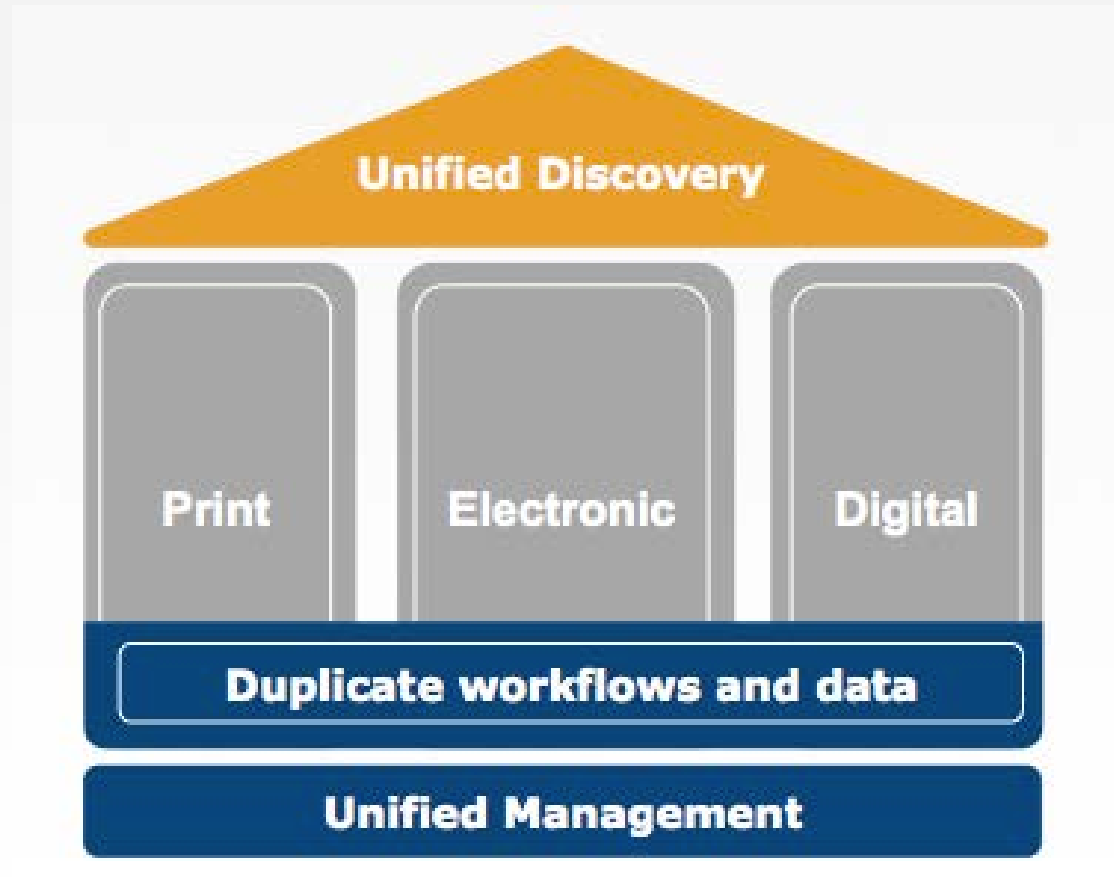 Unified Discovery
Print
Electronic
Digital
Duplicate workflows and data
Unified Management